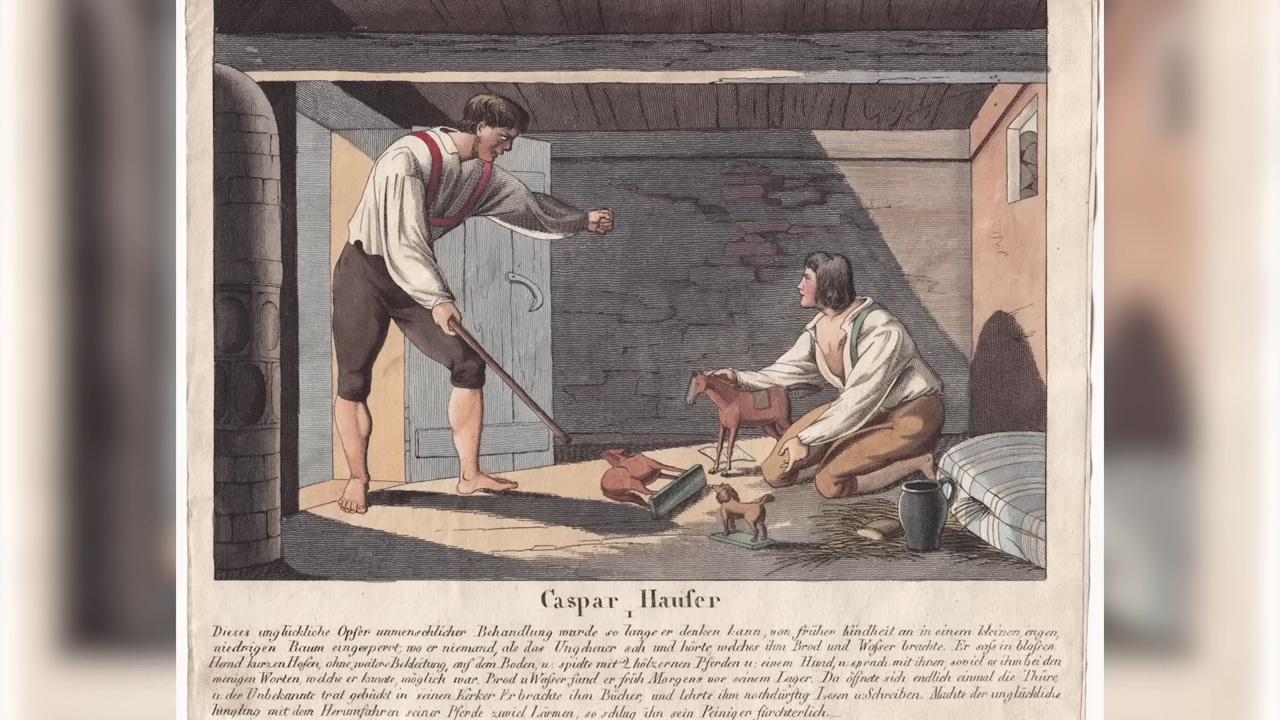 Caspar Hauſer
I
Dieses unglückliche Opfer unmenschlicher Behandlung wurde so lange er denken kann, von früher Kindheit an in einem kleinen, engen,
niedrigen Raum eingesperrt, wo er niemand, als das Ungeheuer sah und hörte, welches ihm Brod und Waſser brachte. Er saſs in bloſsen
Hemd kurzen Hosen, ohne weitere Bekleidung, auf dem Boden, u. spielte mit 2 hölzernen Pferden u. einem Hund, u. sprach mit ihnen, soviel es ihm bei den
wenigen Worten, welche er kannte, möglich war. Brod u Waſser fand er früh Morgens vor seinem Lager. Da öffnete sich endlich einmal die Thüre,
u. der Unbekannte trat gebückt in seinen Kerker Er brachte ihm Bücher, und lehrte ihm nothdürftig Lesen u. Schreiben. Machte der unglückliche
Jüngling mit dem Herumfahren seiner Pferde zuviel Lärmen, so schlug ihn sein Peiniger fürchterlich.